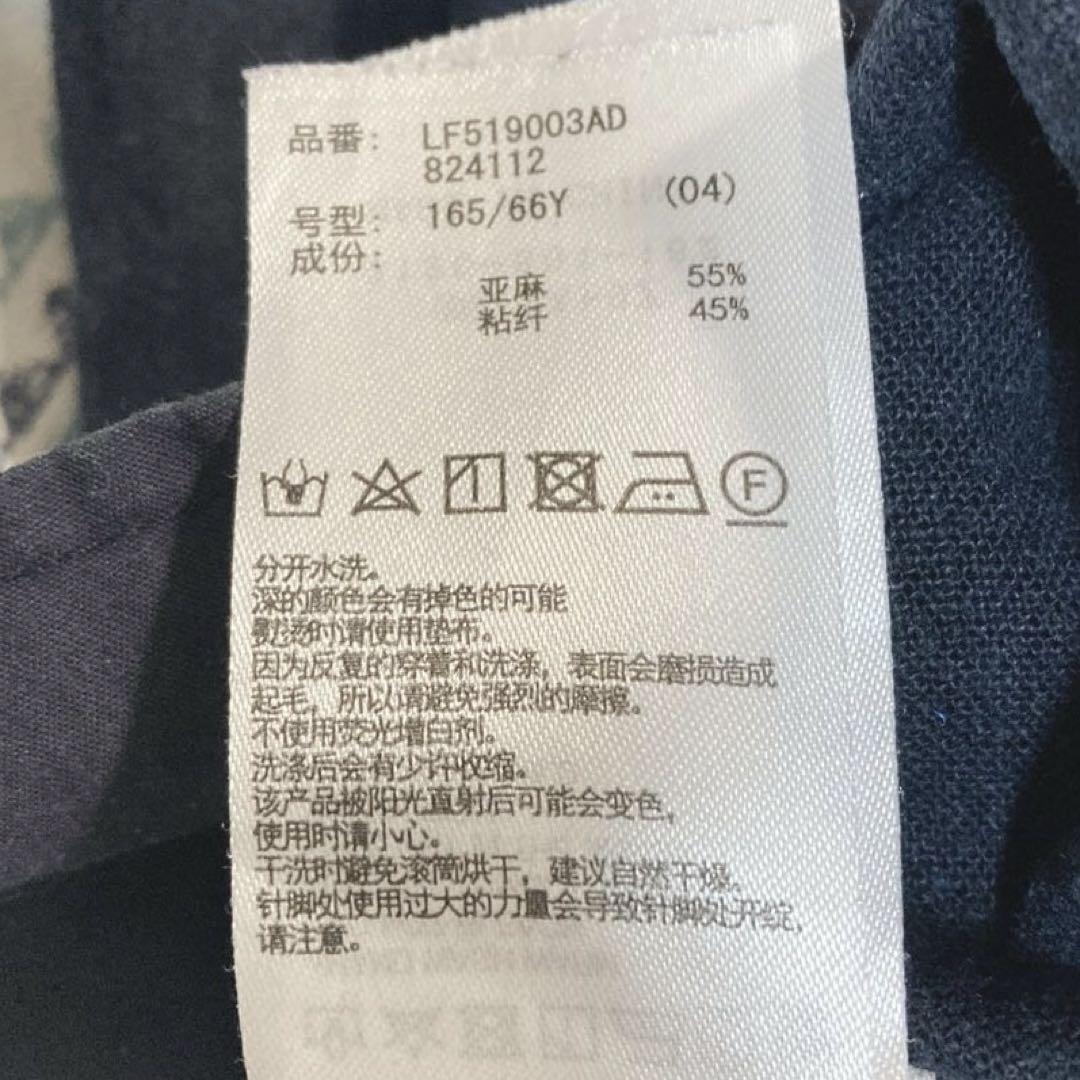 品番: LF519003AD
824112
号型: 165/66Y (04)
成份:
亚麻 55%
粘纤 45%
F
分开水洗。
深的颜色会有掉色的可能
熨烫时请使用垫布。
因为反复的穿着和洗涤，表面会磨损造成
起毛，所以请避免强烈的摩擦。
不使用荧光增白剂。
洗涤后会有少许收缩。
该产品被阳光直射后可能会变色，
使用时请小心。
干洗时避免滚筒烘干，建议自然干燥。
针脚处使用过大的力量会导致针脚处开绽，
请注意。